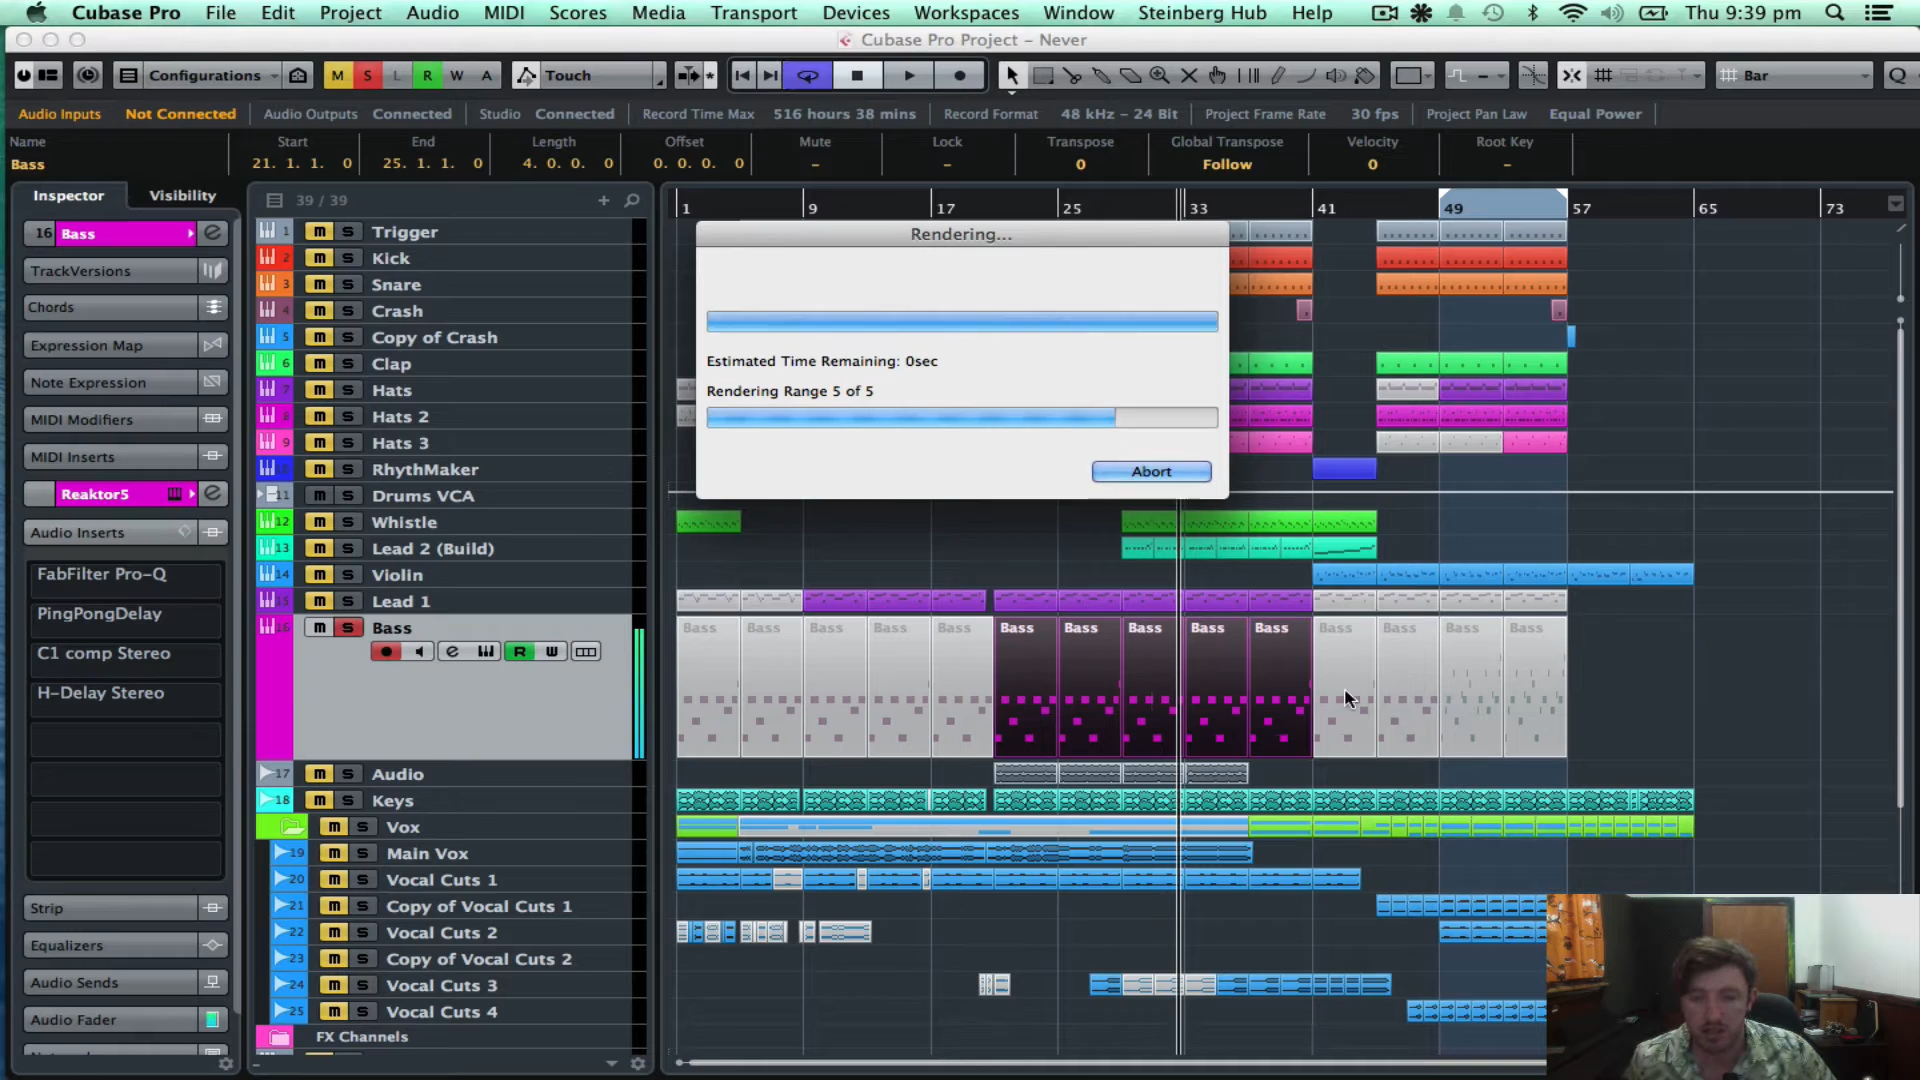 Cubase Pro File Edit Project Audio MIDI Scores Media Transport Devices Workspaces Window Steinberg Hub Help Thu 9:39 pm
Cubase Pro Project – Never
Configurations M S L R W A Touch Bar Q
Audio Inputs Not Connected Audio Outputs Connected Studio Connected Record Time Max 516 hours 38 mins Record Format 48 kHz – 24 Bit Project Frame Rate 30 fps Project Pan Law Equal Power
Name Start End Length Offset Mute Lock Transpose Global Transpose Velocity Root Key
Bass 21. 1. 1. 0 25. 1. 1. 0 4. 0. 0. 0 0. 0. 0. 0 – – 0 Follow 0 –
Inspector Visibility 39 / 39
1 9 17 25 33 41 49 57 65 73
16 Bass
TrackVersions
Chords
Expression Map
Note Expression
MIDI Modifiers
MIDI Inserts
Reaktor5
Audio Inserts
FabFilter Pro-Q
PingPongDelay
C1 comp Stereo
H-Delay Stereo
Strip
Equalizers
Audio Sends
Audio Fader
1 m s Trigger
2 m s Kick
3 m s Snare
4 m s Crash
5 m s Copy of Crash
6 m s Clap
7 m s Hats
8 m s Hats 2
9 m s Hats 3
m s RhythMaker
11 m s Drums VCA
12 m s Whistle
13 m s Lead 2 (Build)
14 m s Violin
15 m s Lead 1
16 m s Bass
e R W
17 m s Audio
18 m s Keys
m s Vox
19 m s Main Vox
20 m s Vocal Cuts 1
21 m s Copy of Vocal Cuts 1
22 m s Vocal Cuts 2
23 m s Copy of Vocal Cuts 2
24 m s Vocal Cuts 3
25 m s Vocal Cuts 4
FX Channels
Rendering...
Estimated Time Remaining: 0sec
Rendering Range 5 of 5
Abort
Bass Bass Bass Bass Bass Bass Bass Bass Bass Bass Bass Bass Bass Bass